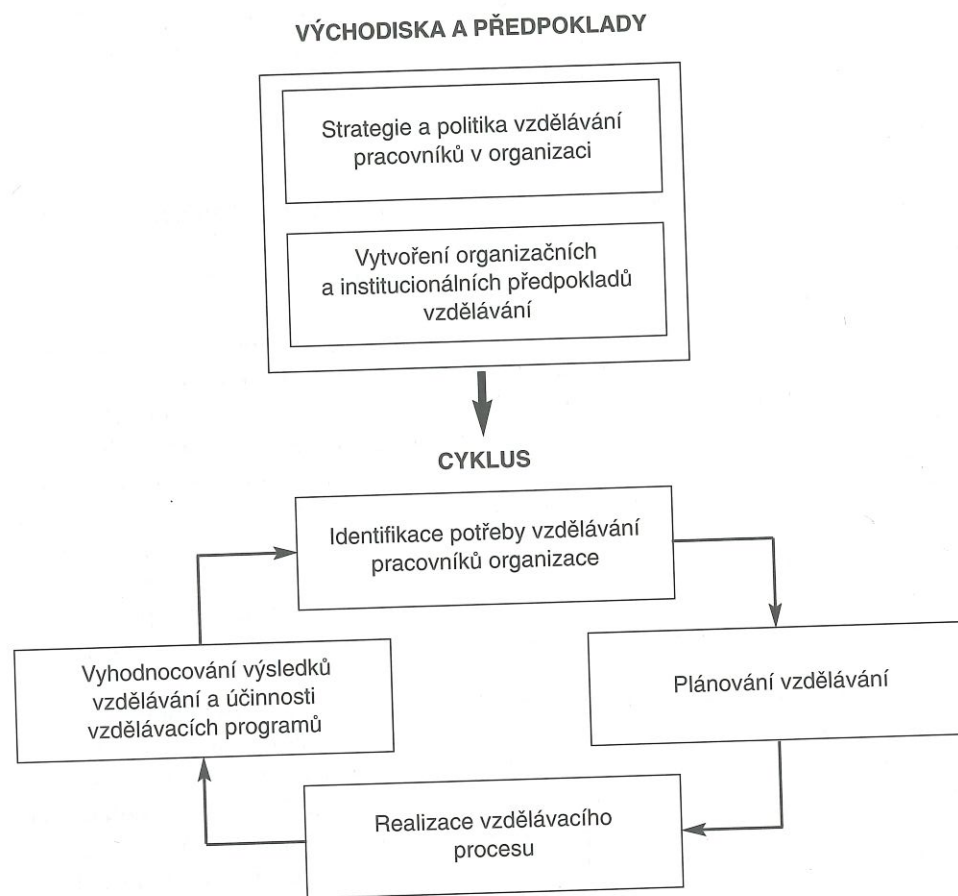 VÝCHODISKA A PŘEDPOKLADY
Strategie a politika vzdělávání
pracovníků v organizaci
Vytvoření organizačních
a institucionálních předpokladů
vzdělávání
CYKLUS
Identifikace potřeby vzdělávání
pracovníků organizace
Plánování vzdělávání
Realizace vzdělávacího
procesu
Vyhodnocování výsledků
vzdělávání a účinnosti
vzdělávacích programů